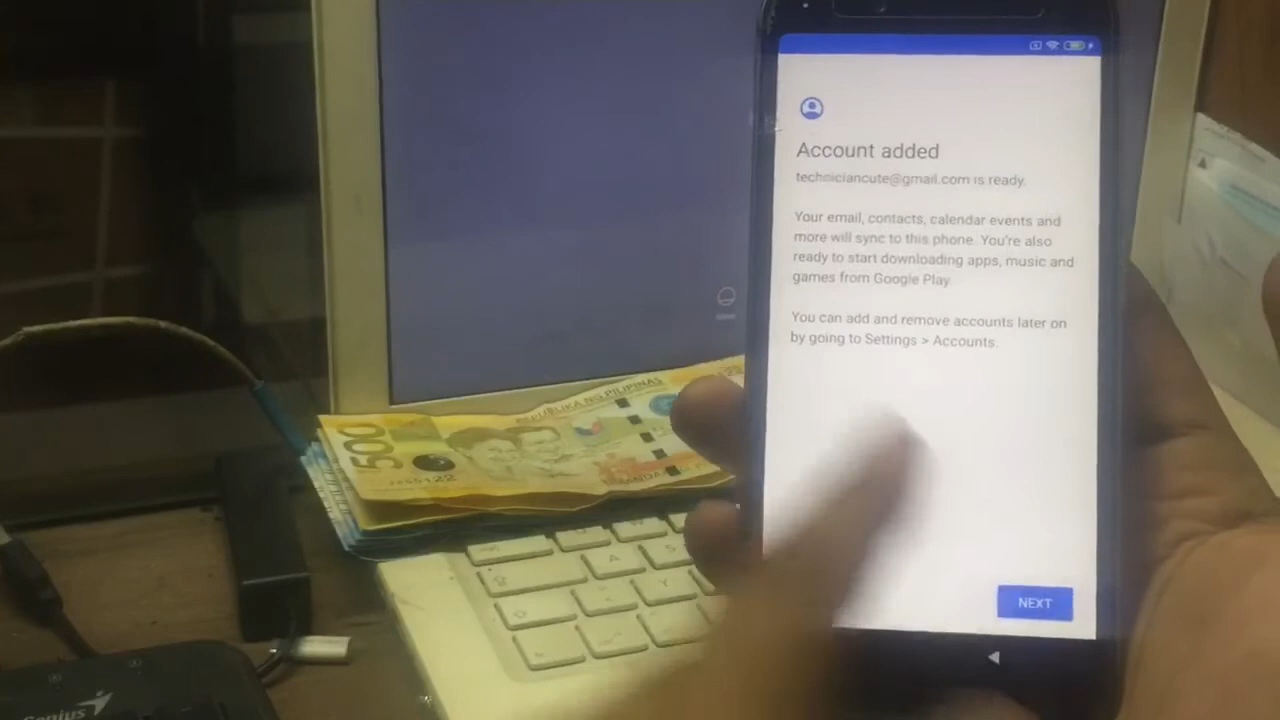 Account added
techniciancute@gmail.com is ready.
Your email, contacts, calendar events and
more will sync to this phone. You're also
ready to start downloading apps, music and
games from Google Play
You can add and remove accounts later on
by going to Settings > Accounts.
NEXT
REPUBLIKA NG PILIPINAS
500
Genius